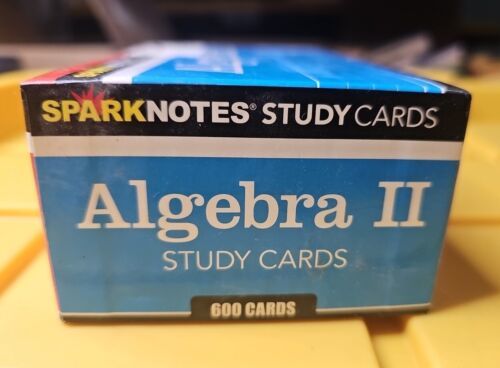 SPARKNOTES® STUDY CARDS
Algebra II
STUDY CARDS
600 CARDS